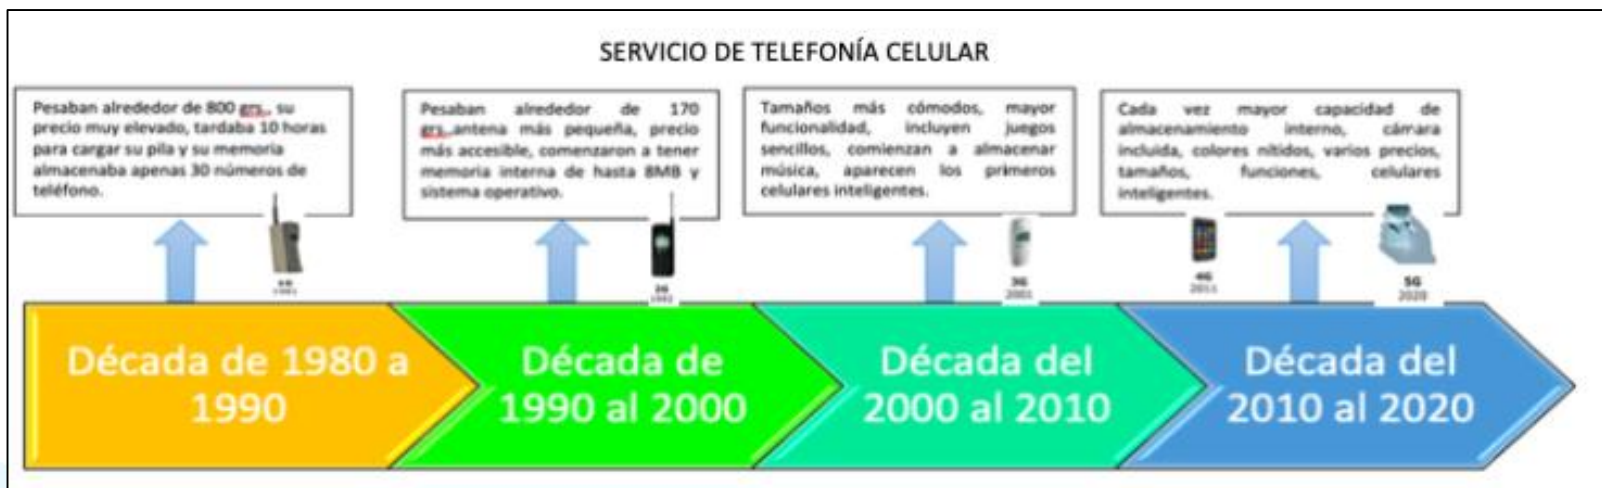 SERVICIO DE TELEFONÍA CELULAR
Pesaban alrededor de 800 grs., su
precio muy elevado, tardaba 10 horas
para cargar su pila y su memoria
almacenaba apenas 30 números de
teléfono.
Pesaban alrededor de 170
grs.,antena más pequeña, precio
más accesible, comenzaron a tener
memoria interna de hasta 8MB y
sistema operativo.
Tamaños más cómodos, mayor
funcionalidad, incluyen juegos
sencillos, comienzan a almacenar
música, aparecen los primeros
celulares inteligentes.
Cada vez mayor capacidad de
almacenamiento interno, cámara
incluida, colores nítidos, varios precios,
tamaños, funciones, celulares
inteligentes.
2G
3G
2001
4G
2011
5G
2020
Década de 1980 a
1990
Década de
1990 al 2000
Década del
2000 al 2010
Década del
2010 al 2020